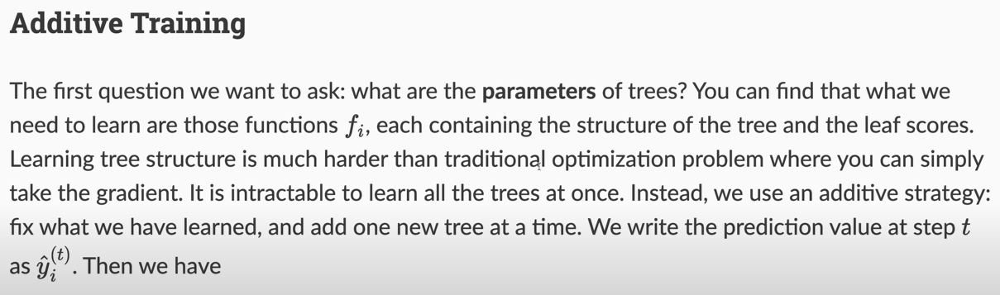 Additive Training
The first question we want to ask: what are the parameters of trees? You can find that what we
need to learn are those functions $f_i$, each containing the structure of the tree and the leaf scores.
Learning tree structure is much harder than traditional optimization problem where you can simply
take the gradient. It is intractable to learn all the trees at once. Instead, we use an additive strategy:
fix what we have learned, and add one new tree at a time. We write the prediction value at step $t$
as $\hat{y}_i^{(t)}$. Then we have